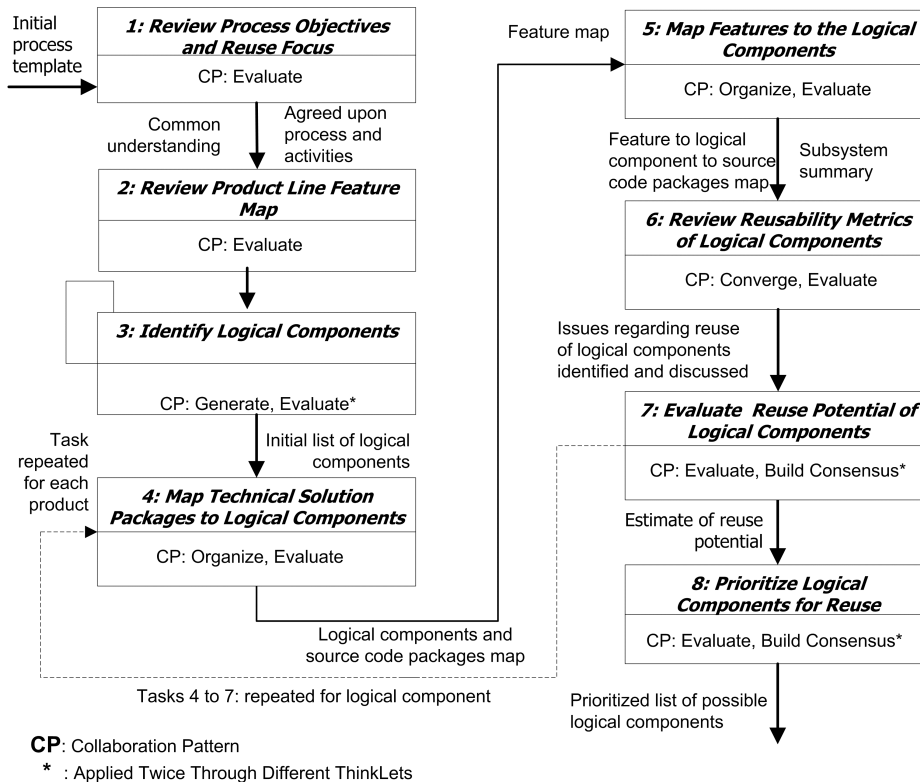 Initial
process
template
1: Review Process Objectives
and Reuse Focus
CP: Evaluate
Common
understanding
Agreed upon
process and
activities
2: Review Product Line Feature
Map
CP: Evaluate
3: Identify Logical Components
CP: Generate, Evaluate*
Task
repeated
for each
product
Initial list of logical
components
4: Map Technical Solution
Packages to Logical Components
CP: Organize, Evaluate
Logical components and
source code packages map
Tasks 4 to 7: repeated for logical component
Feature map
5: Map Features to the Logical
Components
CP: Organize, Evaluate
Feature to logical
component to source
code packages map
Subsystem
summary
6: Review Reusability Metrics
of Logical Components
CP: Converge, Evaluate
Issues regarding reuse
of logical components
identified and discussed
7: Evaluate Reuse Potential of
Logical Components
CP: Evaluate, Build Consensus*
Estimate of reuse
potential
8: Prioritize Logical
Components for Reuse
CP: Evaluate, Build Consensus*
Prioritized list of possible
logical components
CP: Collaboration Pattern
* : Applied Twice Through Different ThinkLets